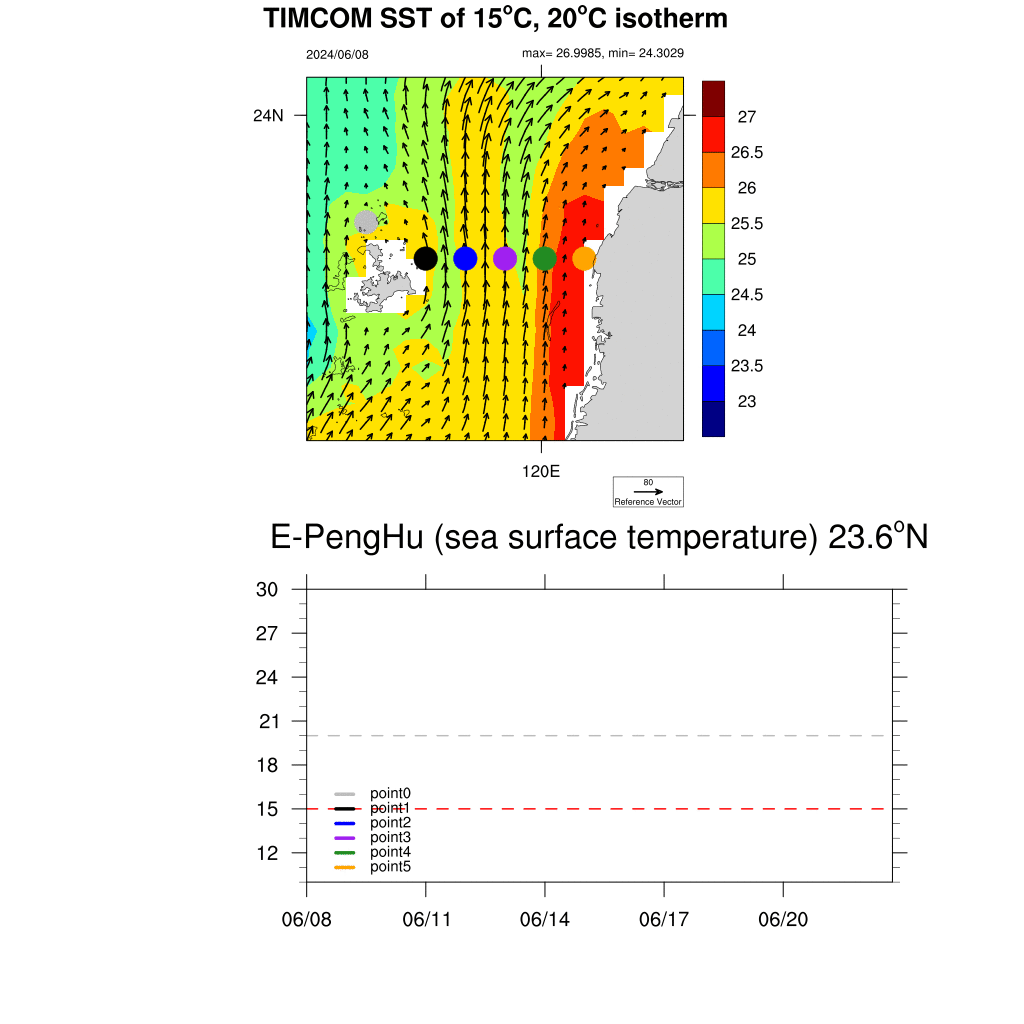 TIMCOM SST of 15°C, 20°C isotherm
2024/06/08
max= 26.9985, min= 24.3029
24N
27
26.5
26
25.5
25
24.5
24
23.5
23
120E
80
Reference Vector
E-PengHu (sea surface temperature) 23.6°N
30
27
24
21
18
15
12
point0
point1
point2
point3
point4
point5
06/08 06/11 06/14 06/17 06/20